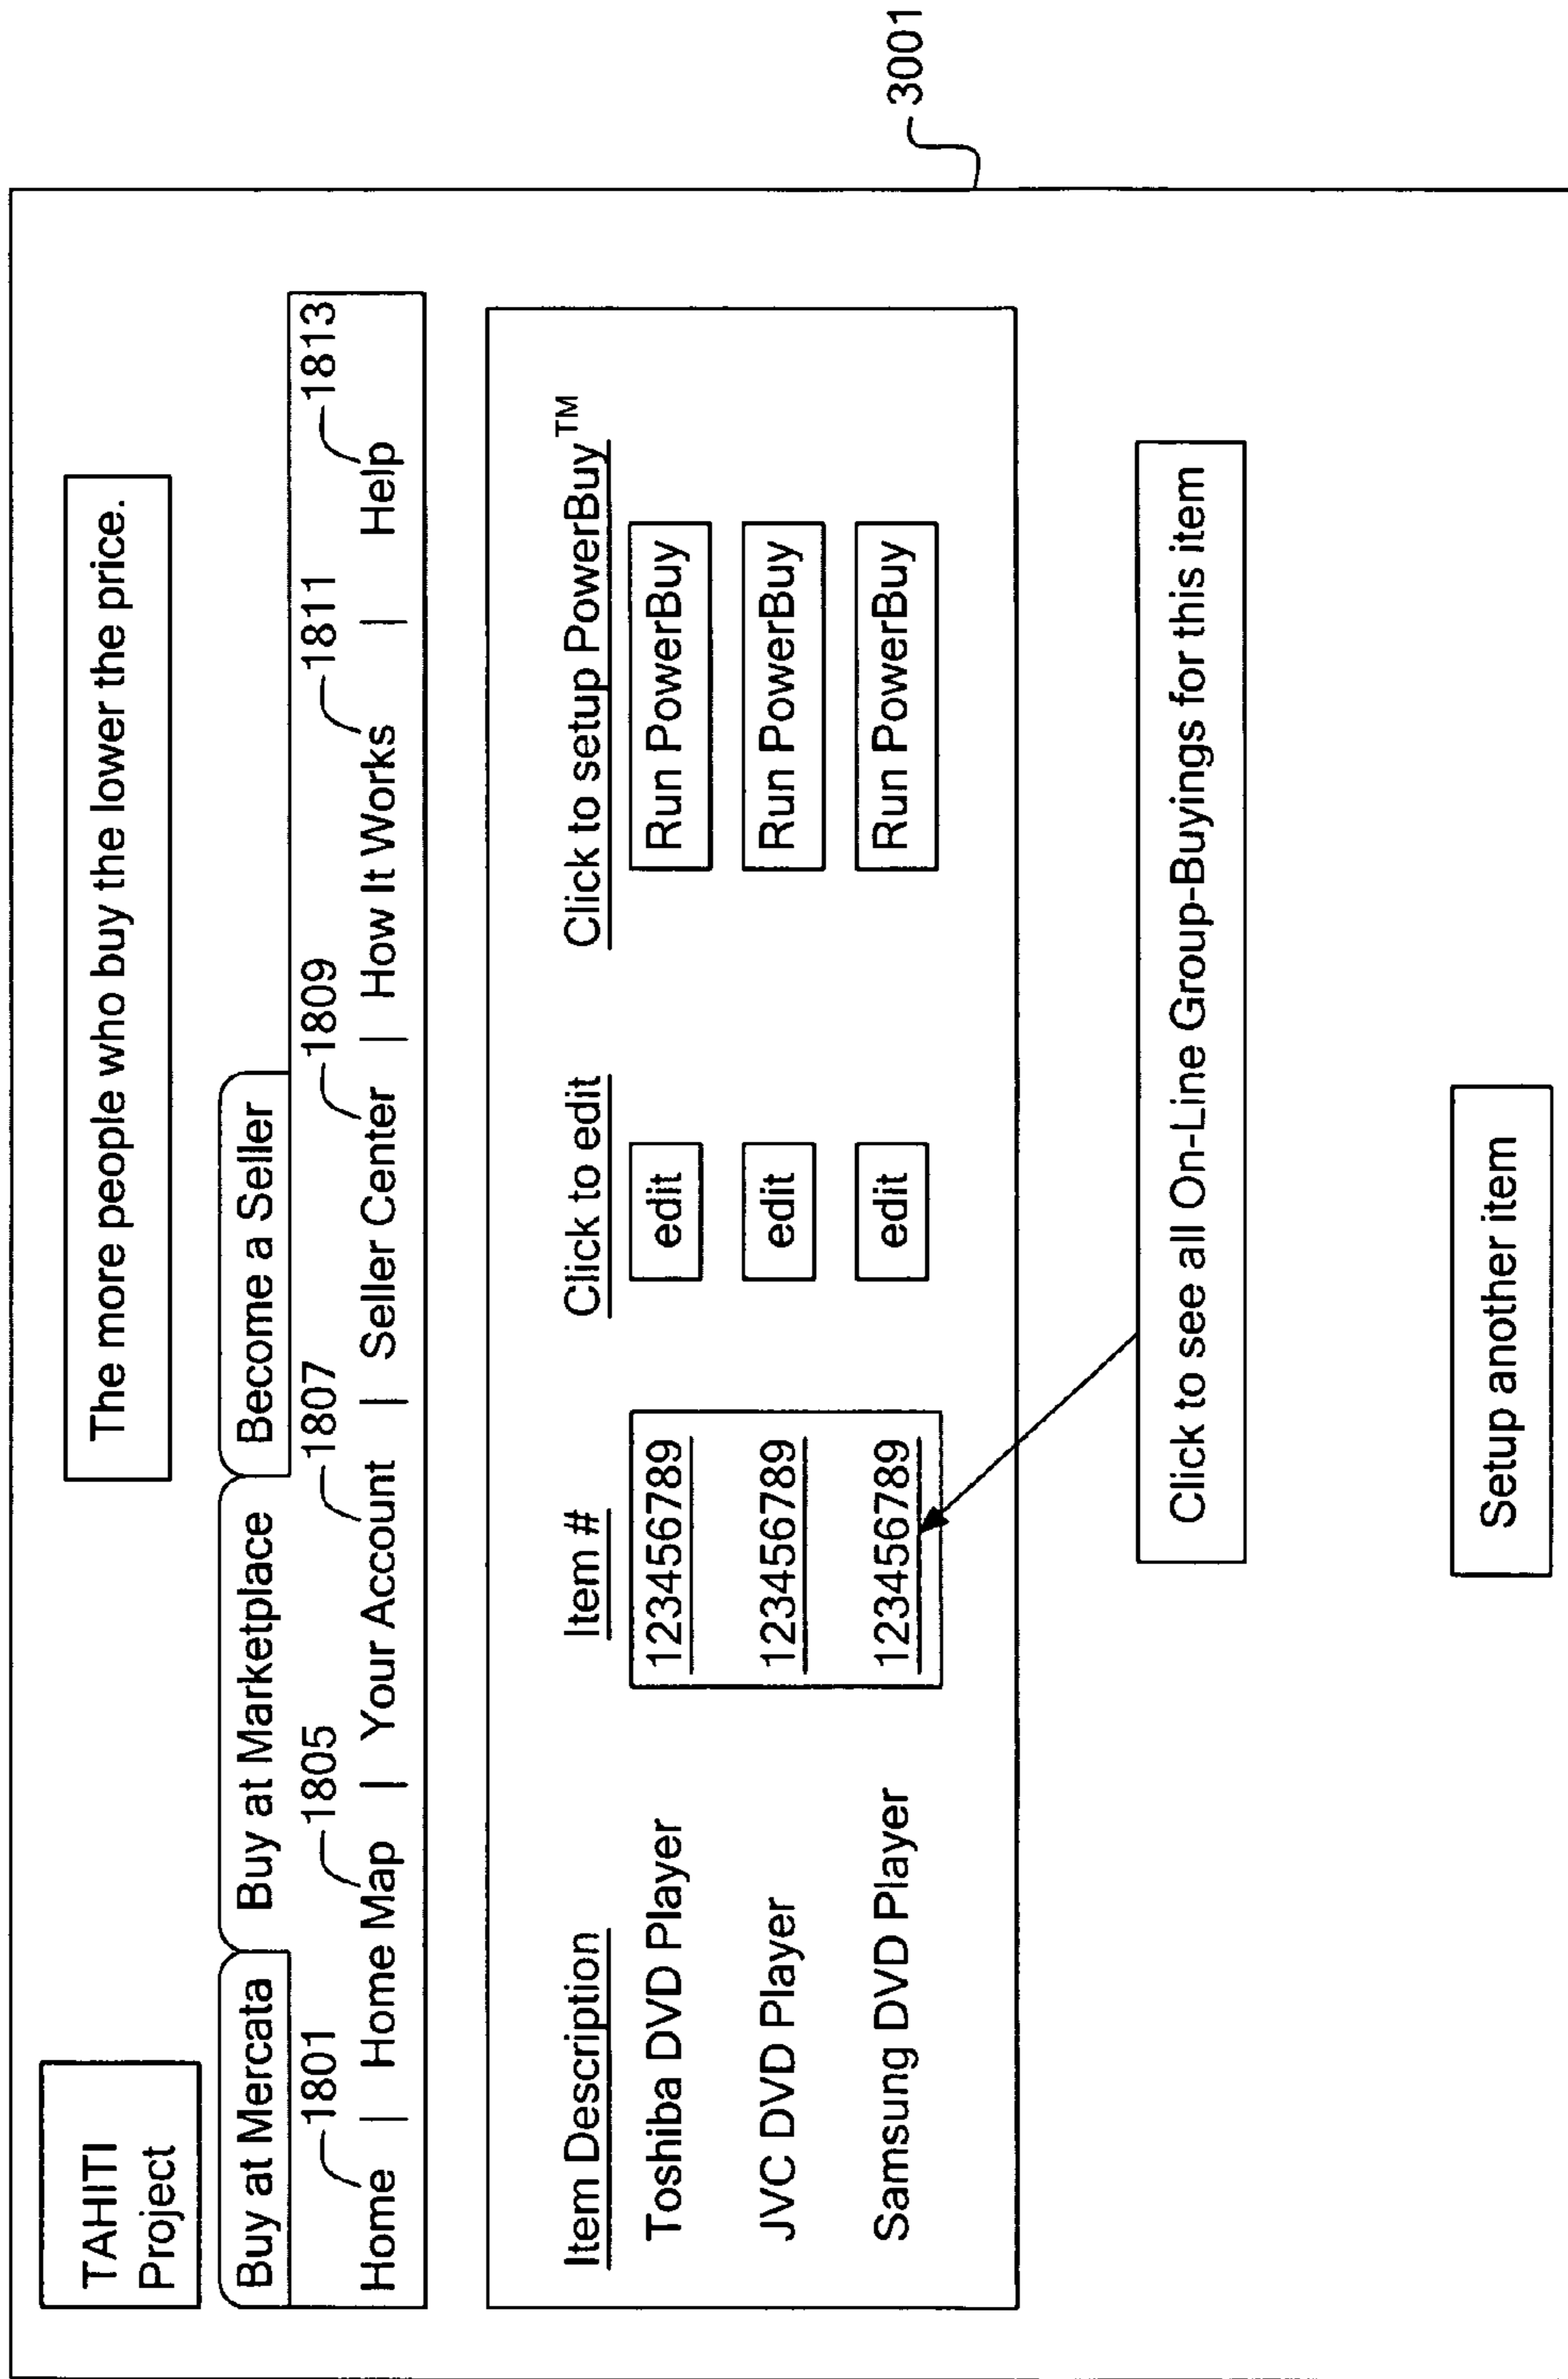 TAHITI
Project
The more people who buy the lower the price.
Buy at Mercata Buy at Marketplace Become a Seller
1801 1805 1807 1809 1811 1813
Home | Home Map | Your Account | Seller Center | How It Works | Help
Item Description Item # Click to edit Click to setup PowerBuy™
Toshiba DVD Player 123456789 edit Run PowerBuy
JVC DVD Player 123456789 edit Run PowerBuy
Samsung DVD Player 123456789 edit Run PowerBuy
3001
Click to see all On-Line Group-Buyings for this item
Setup another item